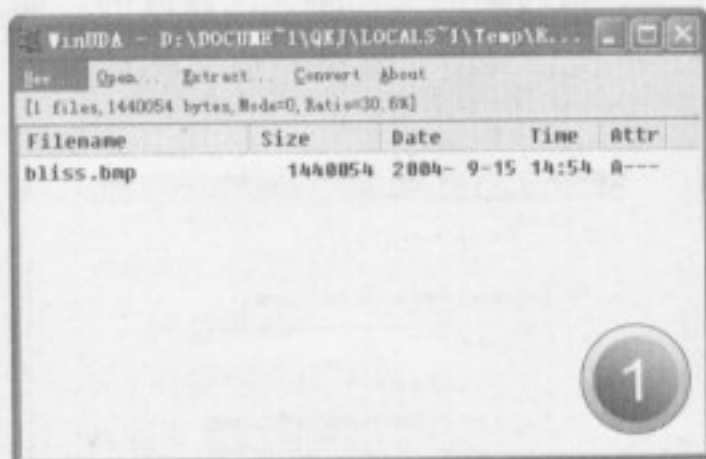 WinUDA - D:\DOCUME~1\QKJ\LOCALS~1\Temp\R...
New... Open... Extract... Convert About
[1 files,1440054 bytes,Mode=0,Ratio=30.6%]
Filename Size Date Time Attr
bliss.bmp 1440054 2004- 9-15 14:54 A---
1